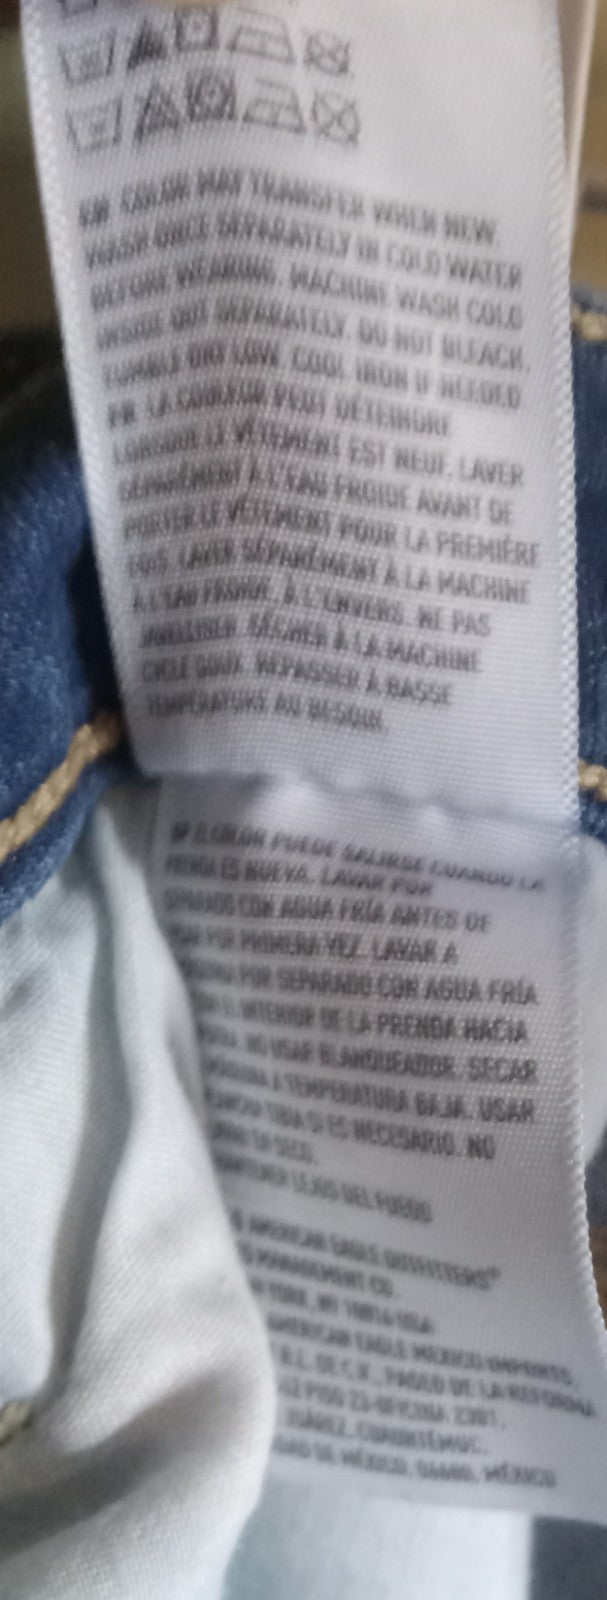 EN COLOR MAY TRANSFER WHEN NEW.
WASH ONCE SEPARATELY IN COLD WATER
BEFORE WEARING. MACHINE WASH COLD
INSIDE OUT SEPARATELY. DO NOT BLEACH.
TUMBLE DRY LOW. COOL IRON IF NEEDED
FR LA COULEUR PEUT DÉTEINDRE
LORSQUE LE VÊTEMENT EST NEUF. LAVER
SÉPARÉMENT À L'EAU FROIDE AVANT DE
PORTER LE VÊTEMENT POUR LA PREMIÈRE
FOIS. LAVER SÉPARÉMENT À LA MACHINE
À L'EAU FROIDE, À L'ENVERS. NE PAS
JAVELLISER. SÉCHER À LA MACHINE
CYCLE DOUX. REPASSER À BASSE
TEMPÉRATURE AU BESOIN.
SP EL COLOR PUEDE SALIRSE CUANDO LA
PRENDA ES NUEVA. LAVAR POR
SEPARADO CON AGUA FRÍA ANTES DE
USAR POR PRIMERA VEZ. LAVAR A
POR SEPARADO CON AGUA FRÍA
EL INTERIOR DE LA PRENDA HACIA
NO USAR BLANQUEADOR. SECAR
A TEMPERATURA BAJA. USAR
TIBIA SI ES NECESARIO. NO
EN SECO.
MANTENER LEJOS DEL FUEGO
AMERICAN EAGLE OUTFITTERS®
MANAGEMENT CO.
YORK, NY USA
AMERICAN EAGLE MEXICO IMPORTS,
R.L. DE C.V., PASEO DE LA REFORMA
PISO 23-OFICINA 2301,
JUÁREZ, CUAUHTÉMOC,
DE MÉXICO, 06600, MÉXICO